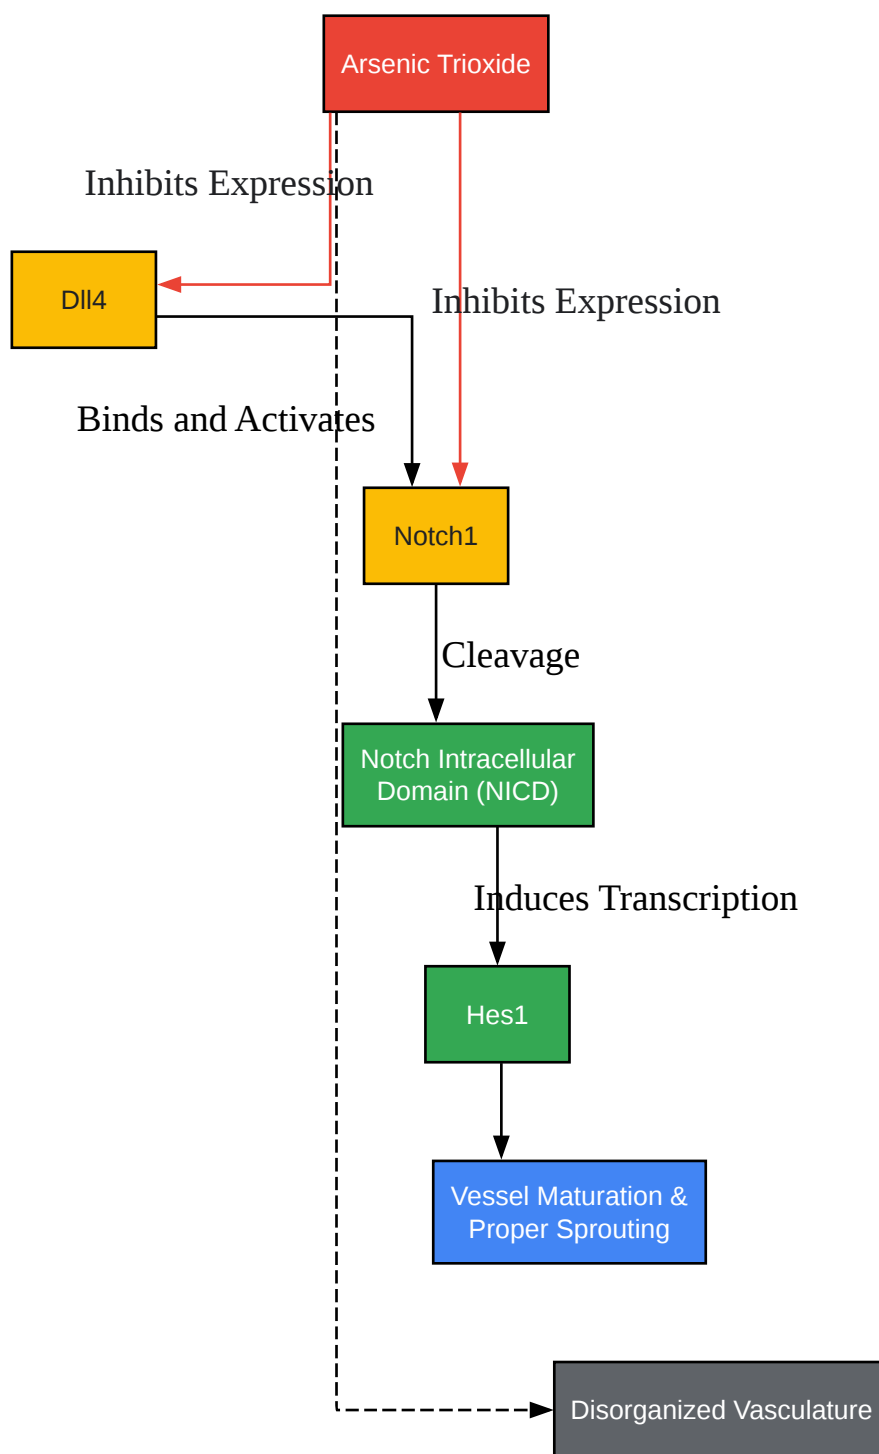 Arsenic Trioxide
Inhibits Expression
Dll4
Inhibits Expression
Binds and Activates
Notch1
Cleavage
Notch Intracellular
Domain (NICD)
Induces Transcription
Hes1
Vessel Maturation &
Proper Sprouting
Disorganized Vasculature